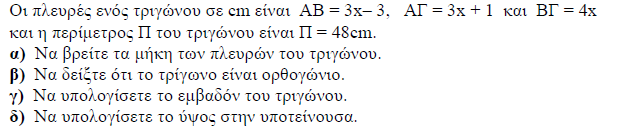 Οι πλευρές ενός τριγώνου σε cm είναι ΑΒ = 3x– 3, ΑΓ = 3x + 1 και ΒΓ = 4x
και η περίμετρος Π του τριγώνου είναι Π = 48cm.
α) Να βρείτε τα μήκη των πλευρών του τριγώνου.
β) Να δείξτε ότι το τρίγωνο είναι ορθογώνιο.
γ) Να υπολογίσετε το εμβαδόν του τριγώνου.
δ) Να υπολογίσετε το ύψος στην υποτείνουσα.